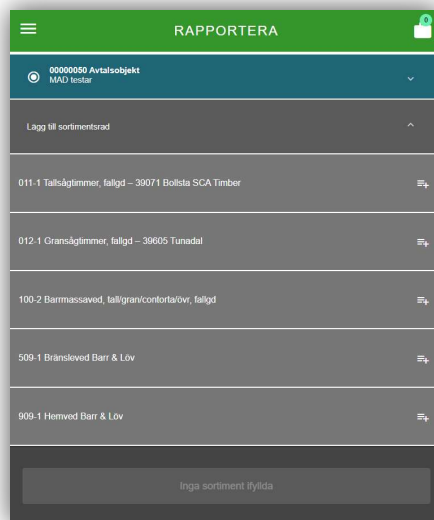 RAPPORTERA
0
00000050 Avtalsobjekt
MAD testar
Lägg till sortimentsrad
011-1 Tallsågtimmer, fallgd – 39071 Bollsta SCA Timber
012-1 Gransågtimmer, fallgd – 39605 Tunadal
100-2 Barrmassaved, tall/gran/contorta/övr, fallgd
509-1 Bränsleved Barr & Löv
909-1 Hemved Barr & Löv
Inga sortiment ifyllda